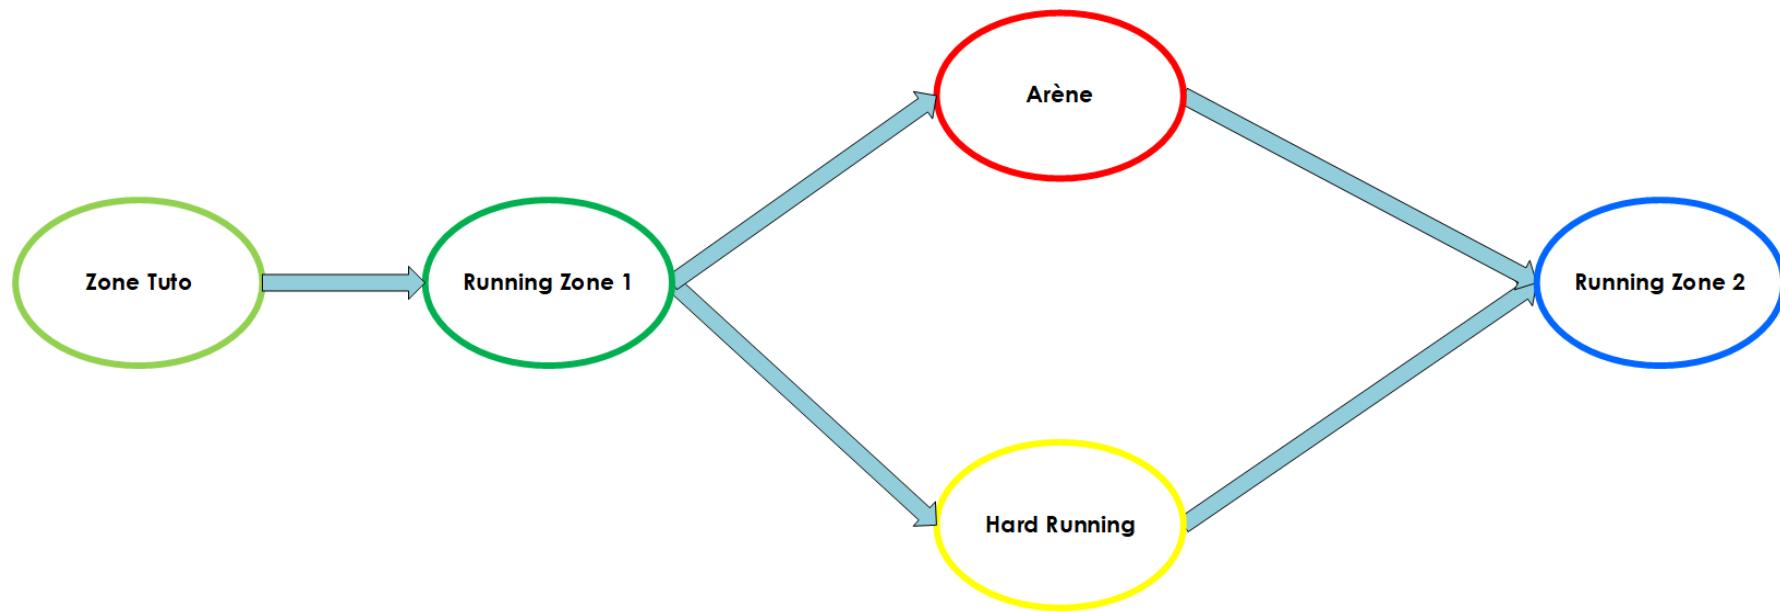 Arène
Zone Tuto
Running Zone 1
Running Zone 2
Hard Running